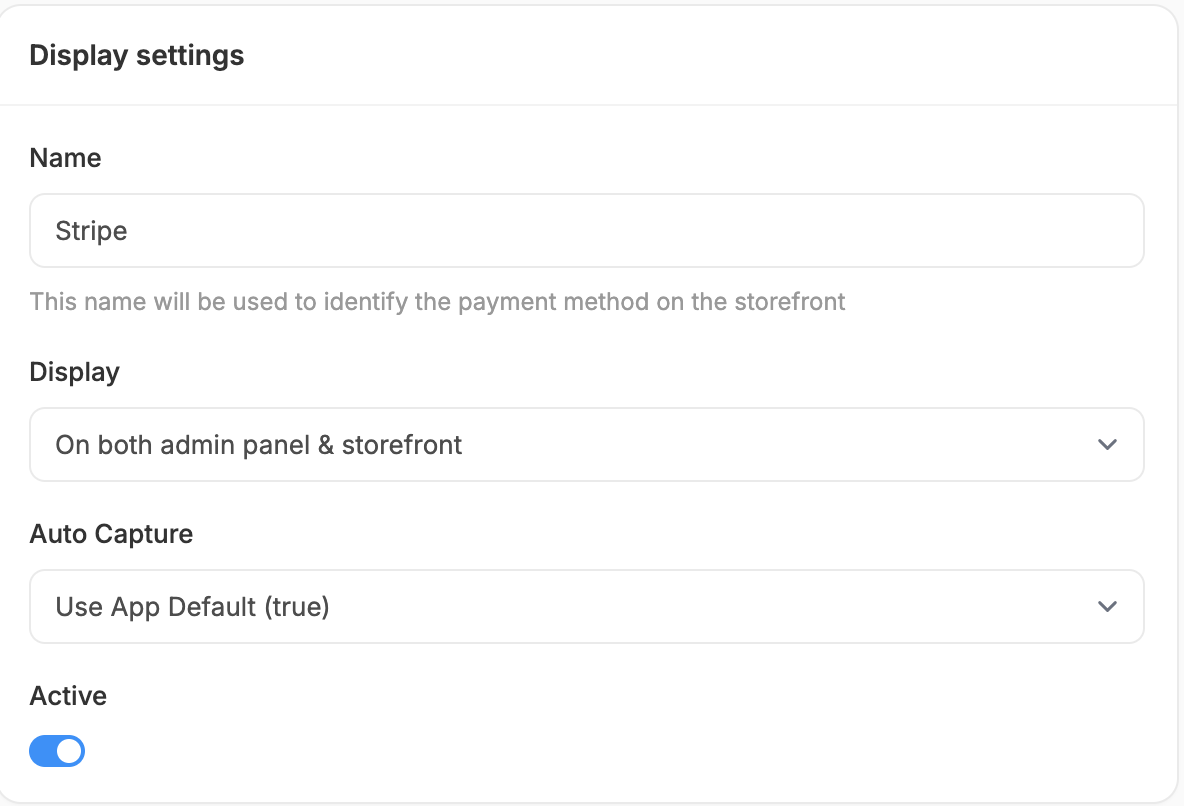 Display settings
Name
Stripe
This name will be used to identify the payment method on the storefront
Display
On both admin panel & storefront
Auto Capture
Use App Default (true)
Active